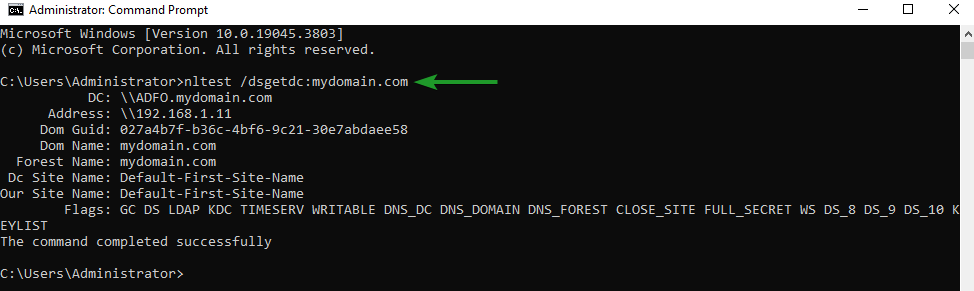 Administrator: Command Prompt
Microsoft Windows [Version 10.0.19045.3803]
(c) Microsoft Corporation. All rights reserved.
C:\Users\Administrator>nltest /dsgetdc:mydomain.com
DC: \\ADFO.mydomain.com
Address: \\192.168.1.11
Dom Guid: 027a4b7f-b36c-4bf6-9c21-30e7abdaee58
Dom Name: mydomain.com
Forest Name: mydomain.com
Dc Site Name: Default-First-Site-Name
Our Site Name: Default-First-Site-Name
Flags: GC DS LDAP KDC TIMESERV WRITABLE DNS_DC DNS_DOMAIN DNS_FOREST CLOSE_SITE FULL_SECRET WS DS_8 DS_9 DS_10 K
EYLIST
The command completed successfully
C:\Users\Administrator>